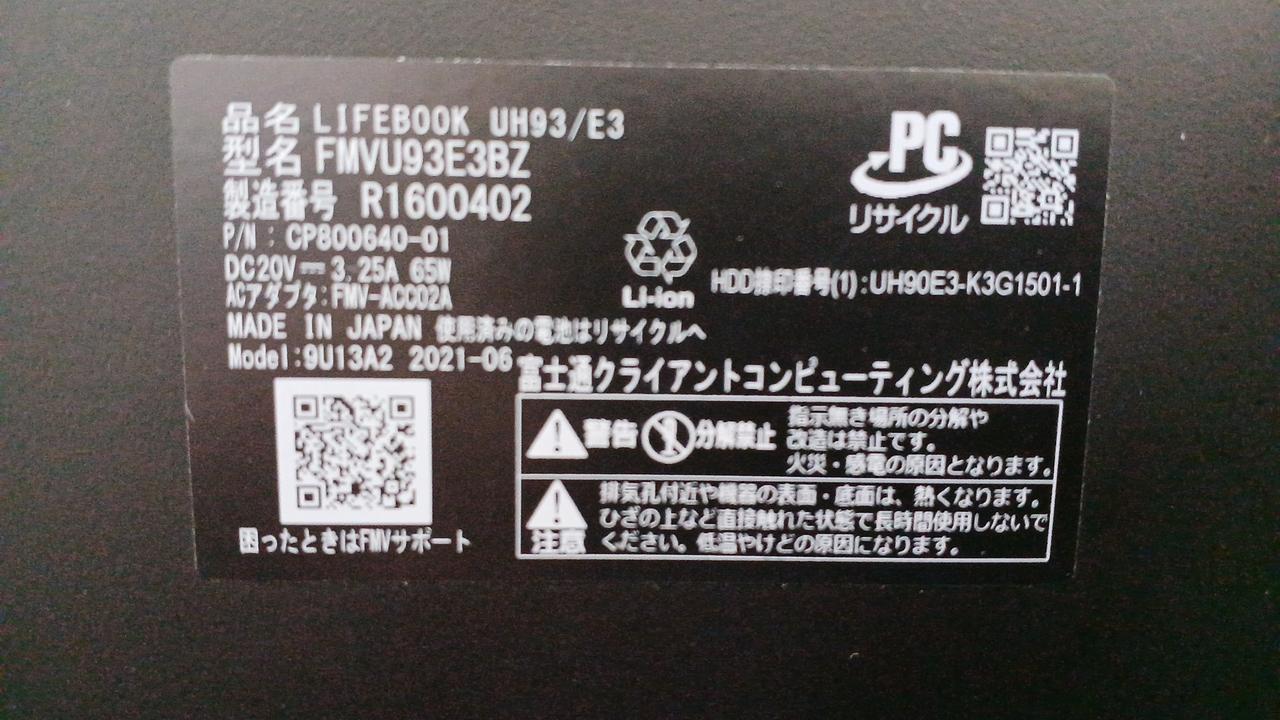 品名 LIFEBOOK UH93/E3
型名 FMVU93E3BZ
製造番号 R1600402
P/N : CP800640-01
DC20V⎓3.25A 65W
ACアダプタ:FMV-ACC02A
MADE IN JAPAN 使用済みの電池はリサイクルへ
Model:9U13A2 2021-06
PC
リサイクル
Li-ion
HDD捺印番号(1):UH90E3-K3G1501-1
富士通クライアントコンピューティング株式会社
警告 分解禁止
指示無き場所の分解や
改造は禁止です。
火災・感電の原因となります。
注意
排気孔付近や機器の表面・底面は、熱くなります。
ひざの上など直接触れた状態で長時間使用しないで
ください。低温やけどの原因になります。
困ったときはFMVサポート